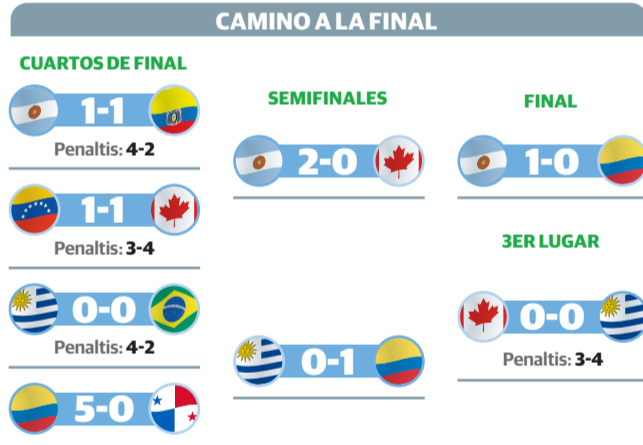 CAMINO A LA FINAL
CUARTOS DE FINAL
1-1
Penaltis: 4-2
1-1
Penaltis: 3-4
0-0
Penaltis: 4-2
5-0
SEMIFINALES
2-0
0-1
FINAL
1-0
3ER LUGAR
0-0
Penaltis: 3-4